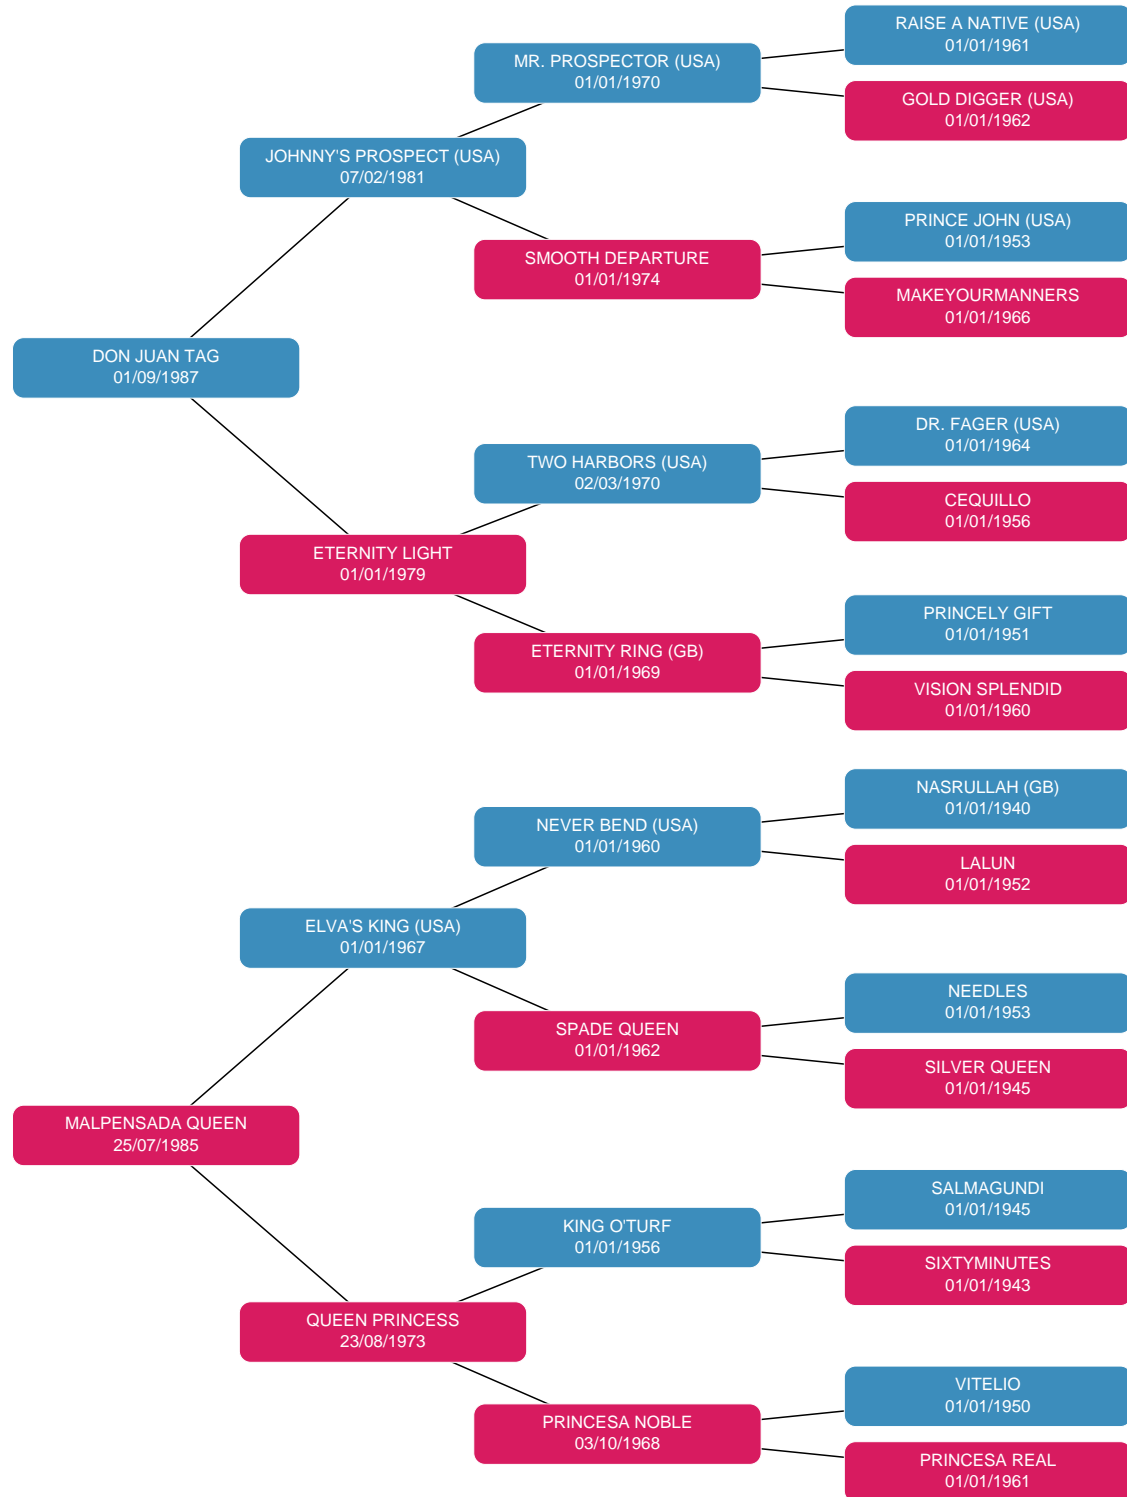 RAISE A NATIVE (USA)
01/01/1961
MR. PROSPECTOR (USA)
01/01/1970
GOLD DIGGER (USA)
01/01/1962
JOHNNY'S PROSPECT (USA)
07/02/1981
PRINCE JOHN (USA)
01/01/1953
SMOOTH DEPARTURE
01/01/1974
MAKEYOURMANNERS
01/01/1966
DON JUAN TAG
01/09/1987
DR. FAGER (USA)
01/01/1964
TWO HARBORS (USA)
02/03/1970
CEQUILLO
01/01/1956
ETERNITY LIGHT
01/01/1979
PRINCELY GIFT
01/01/1951
ETERNITY RING (GB)
01/01/1969
VISION SPLENDID
01/01/1960
NASRULLAH (GB)
01/01/1940
NEVER BEND (USA)
01/01/1960
LALUN
01/01/1952
ELVA'S KING (USA)
01/01/1967
NEEDLES
01/01/1953
SPADE QUEEN
01/01/1962
SILVER QUEEN
01/01/1945
MALPENSADA QUEEN
25/07/1985
SALMAGUNDI
01/01/1945
KING O'TURF
01/01/1956
SIXTYMINUTES
01/01/1943
QUEEN PRINCESS
23/08/1973
VITELIO
01/01/1950
PRINCESA NOBLE
03/10/1968
PRINCESA REAL
01/01/1961